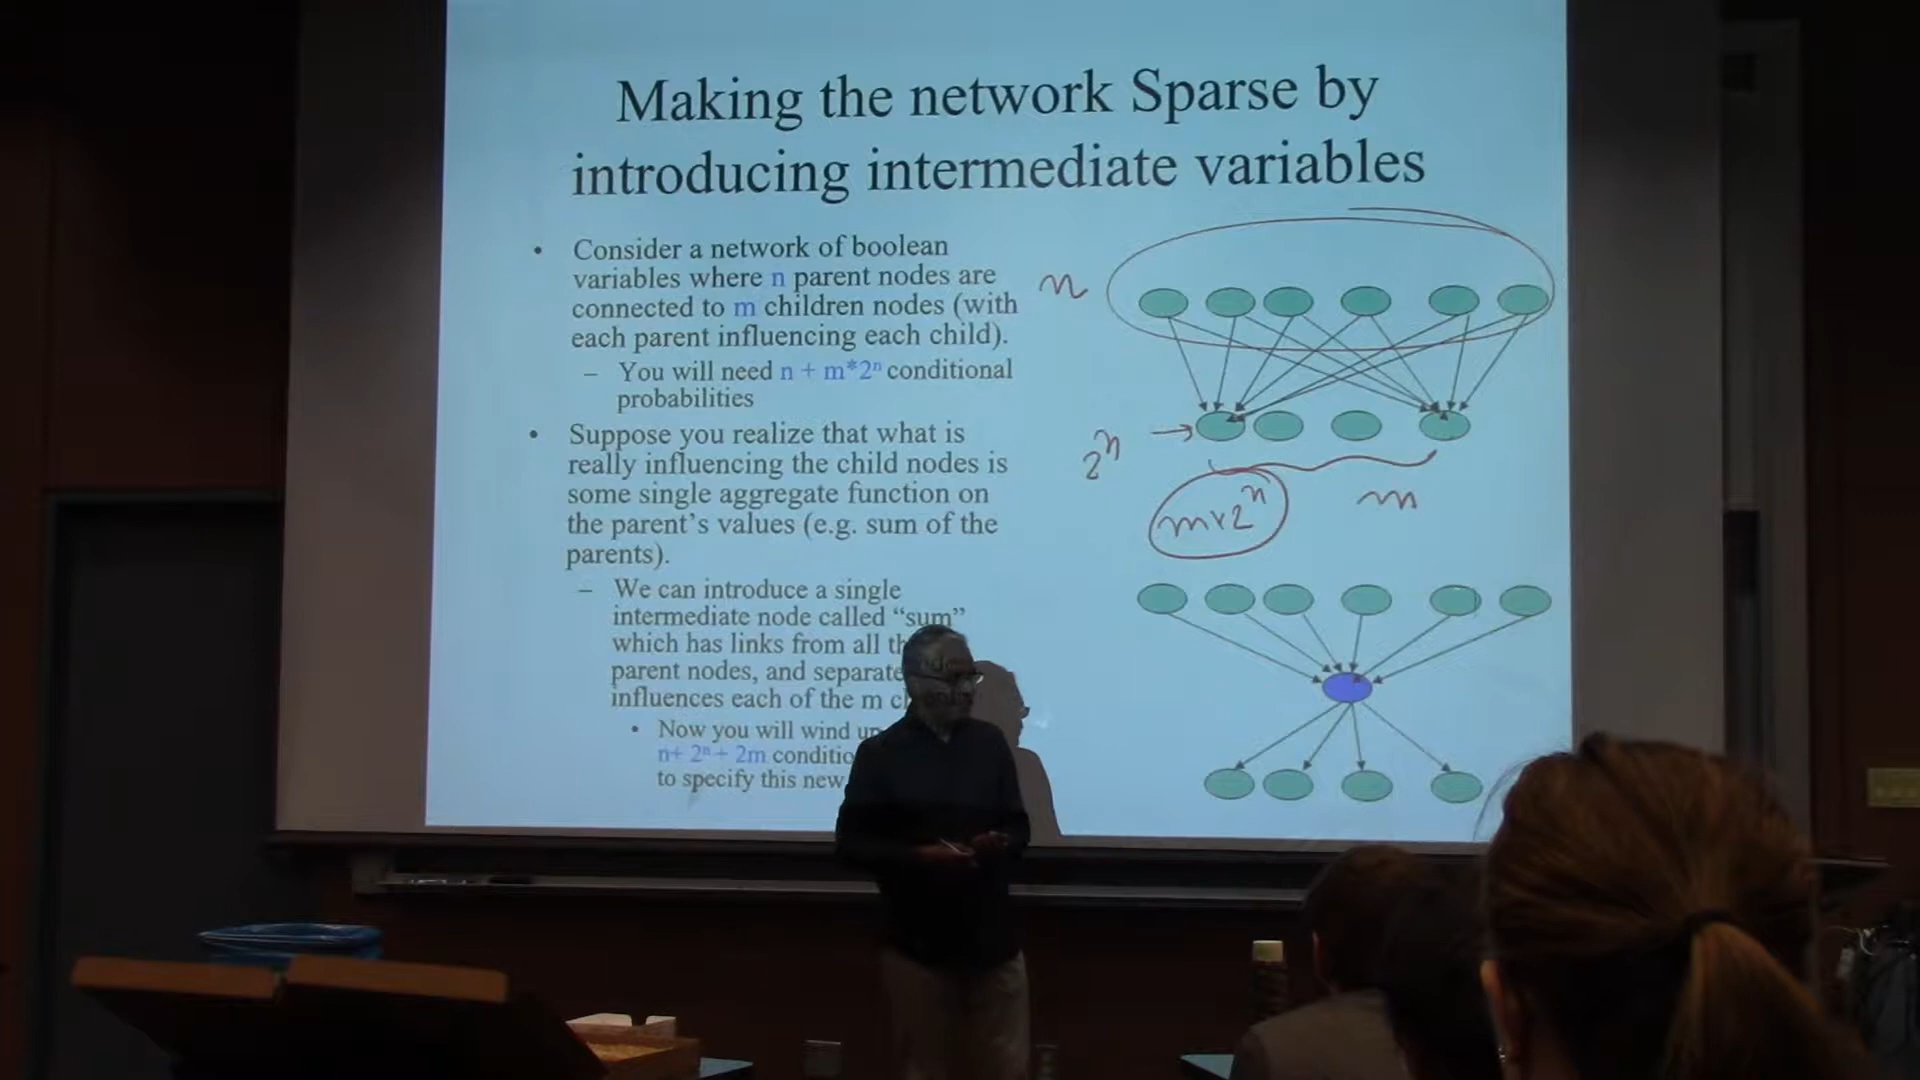 Making the network Sparse by
introducing intermediate variables
• Consider a network of boolean
variables where n parent nodes are
connected to m children nodes (with
each parent influencing each child).
– You will need n + m*2ⁿ conditional
probabilities
• Suppose you realize that what is
really influencing the child nodes is
some single aggregate function on
the parent's values (e.g. sum of the
parents).
– We can introduce a single
intermediate node called “sum”
which has links from all
parent nodes, and separate
influences each of the m
• Now you will wind
n+ 2ⁿ + 2m
to specify this new
n
2ⁿ
m×2ⁿ
m